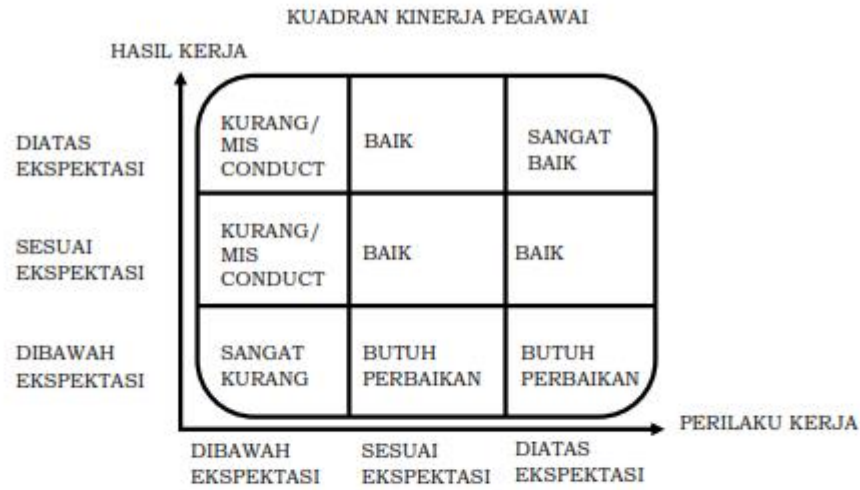 KUADRAN KINERJA PEGAWAI
HASIL KERJA
DIATAS
EKSPEKTASI
KURANG/
MIS
CONDUCT
BAIK
SANGAT
BAIK
SESUAI
EKSPEKTASI
KURANG/
MIS
CONDUCT
BAIK
BAIK
DIBAWAH
EKSPEKTASI
SANGAT
KURANG
BUTUH
PERBAIKAN
BUTUH
PERBAIKAN
PERILAKU KERJA
DIBAWAH
EKSPEKTASI
SESUAI
EKSPEKTASI
DIATAS
EKSPEKTASI